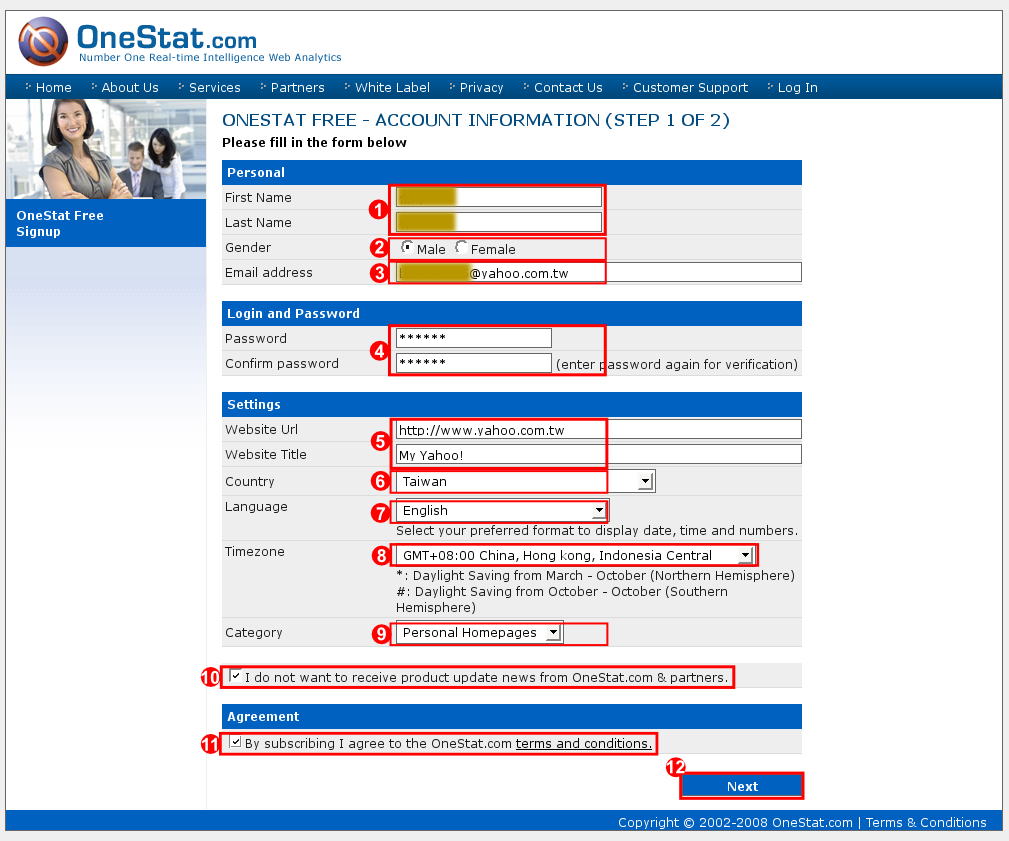 OneStat.com
Number One Real-time Intelligence Web Analytics
Home About Us Services Partners White Label Privacy Contact Us Customer Support Log In
OneStat Free
Signup
ONESTAT FREE - ACCOUNT INFORMATION (STEP 1 OF 2)
Please fill in the form below
Personal
First Name
1
Last Name
Gender 2 Male Female
Email address 3 @yahoo.com.tw
Login and Password
Password ******
4
Confirm password ****** (enter password again for verification)
Settings
Website Url http://www.yahoo.com.tw
5
Website Title My Yahoo!
Country 6 Taiwan
Language 7 English
Select your preferred format to display date, time and numbers.
Timezone 8 GMT+08:00 China, Hong kong, Indonesia Central
*: Daylight Saving from March - October (Northern Hemisphere)
#: Daylight Saving from October - October (Southern
Hemisphere)
Category 9 Personal Homepages
10 I do not want to receive product update news from OneStat.com & partners.
Agreement
11 By subscribing I agree to the OneStat.com terms and conditions.
12
Next
Copyright © 2002-2008 OneStat.com | Terms & Conditions